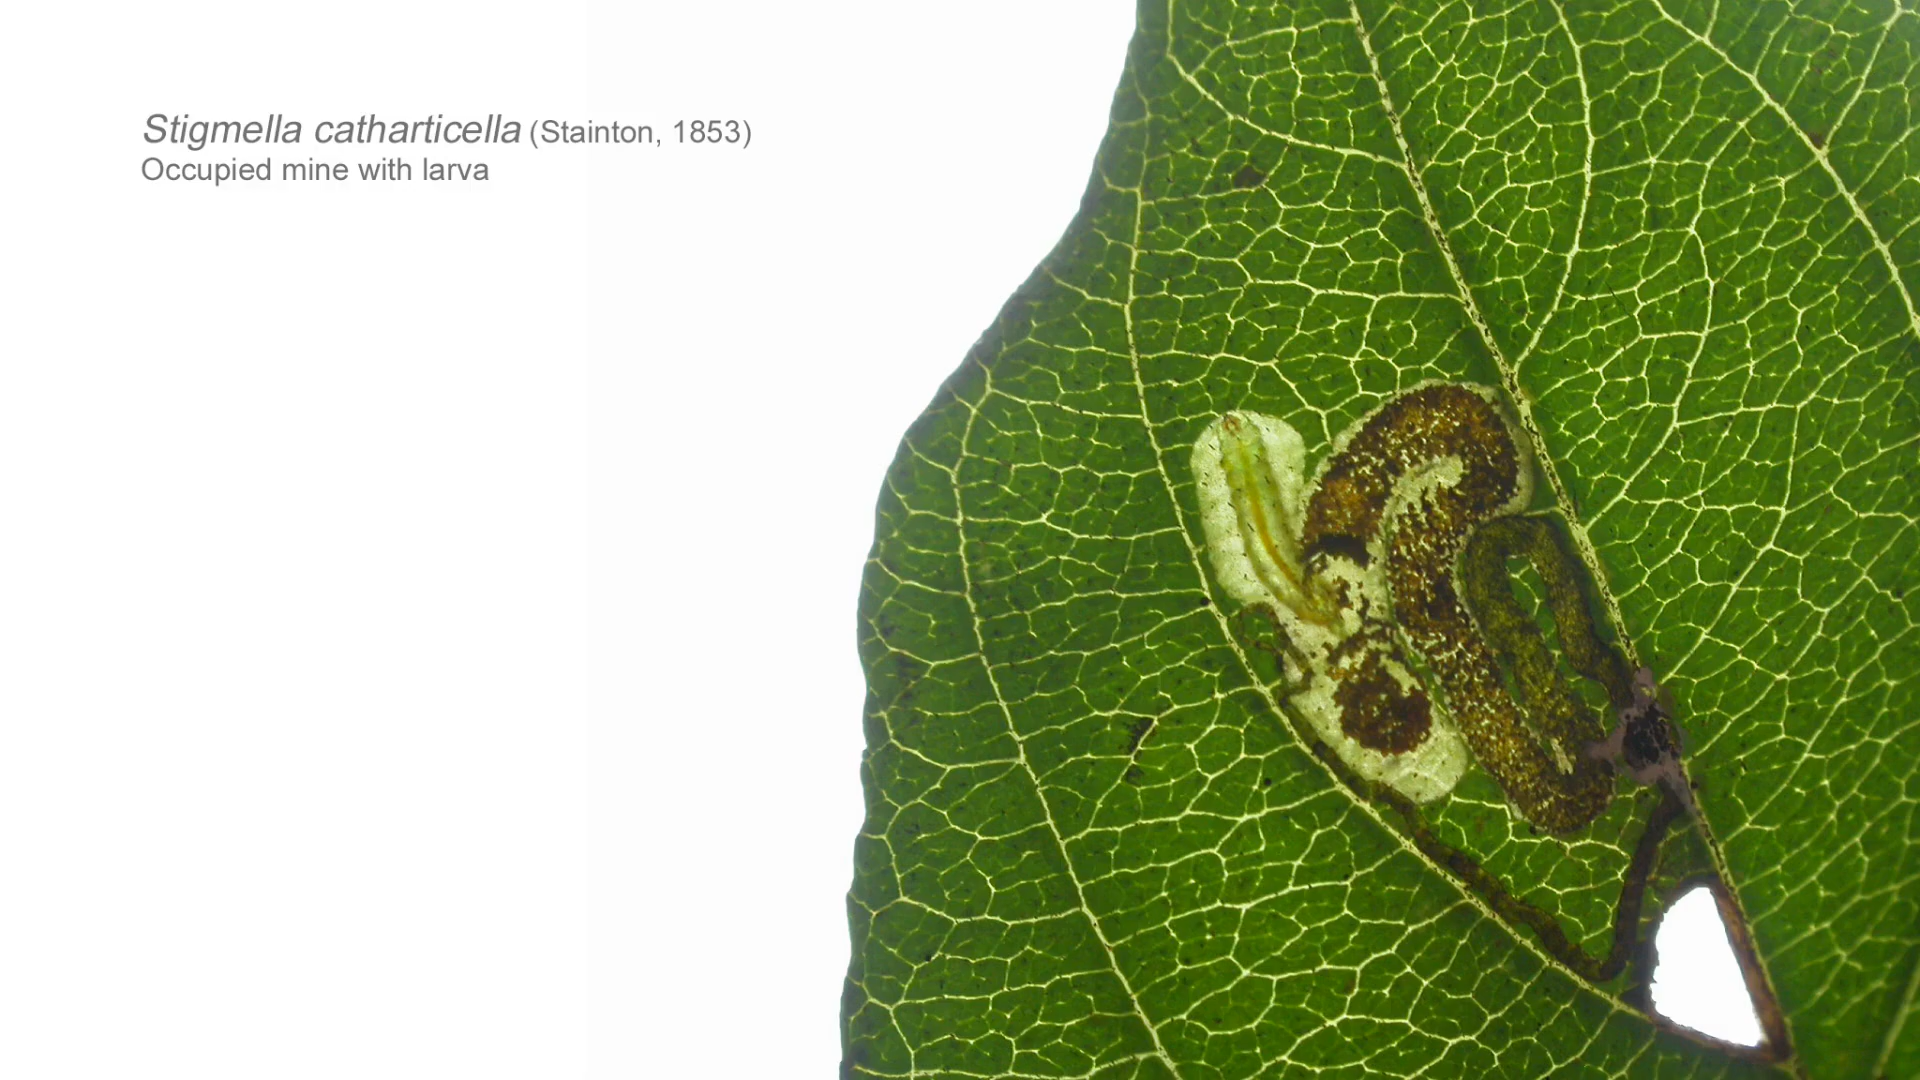 Stigmella catharticella (Stainton, 1853)
Occupied mine with larva